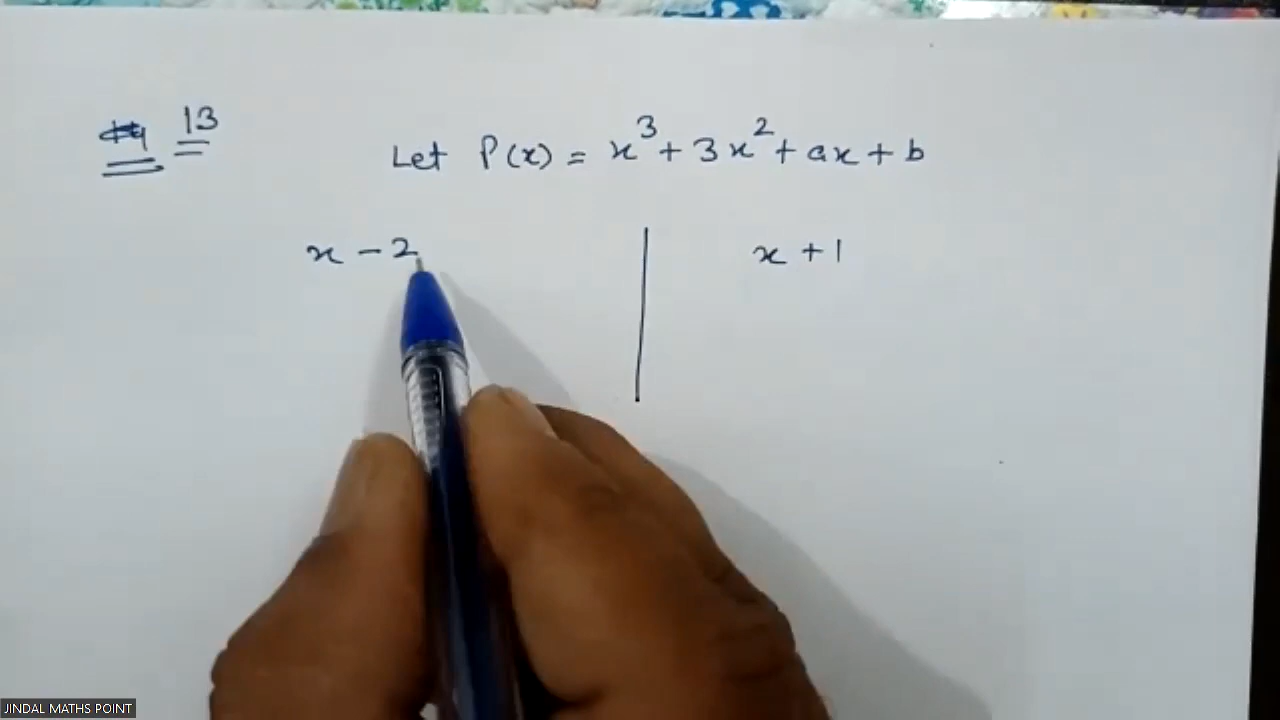 13
Let P(x) = x³ + 3x² + ax + b
x - 2
x + 1
JINDAL MATHS POINT